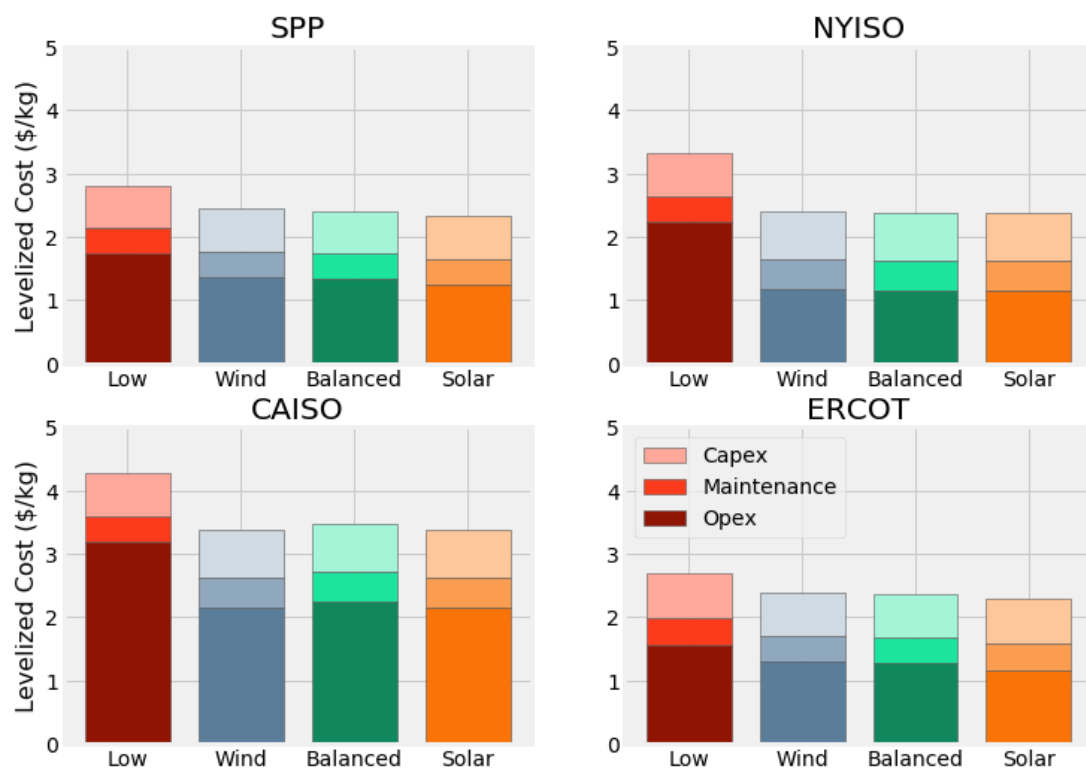 SPP
Levelized Cost ($/kg)
5
4
3
2
1
0
Low Wind Balanced Solar
NYISO
5
4
3
2
1
0
Low Wind Balanced Solar
CAISO
Levelized Cost ($/kg)
5
4
3
2
1
0
Low Wind Balanced Solar
ERCOT
5
4
3
2
1
0
Capex
Maintenance
Opex
Low Wind Balanced Solar